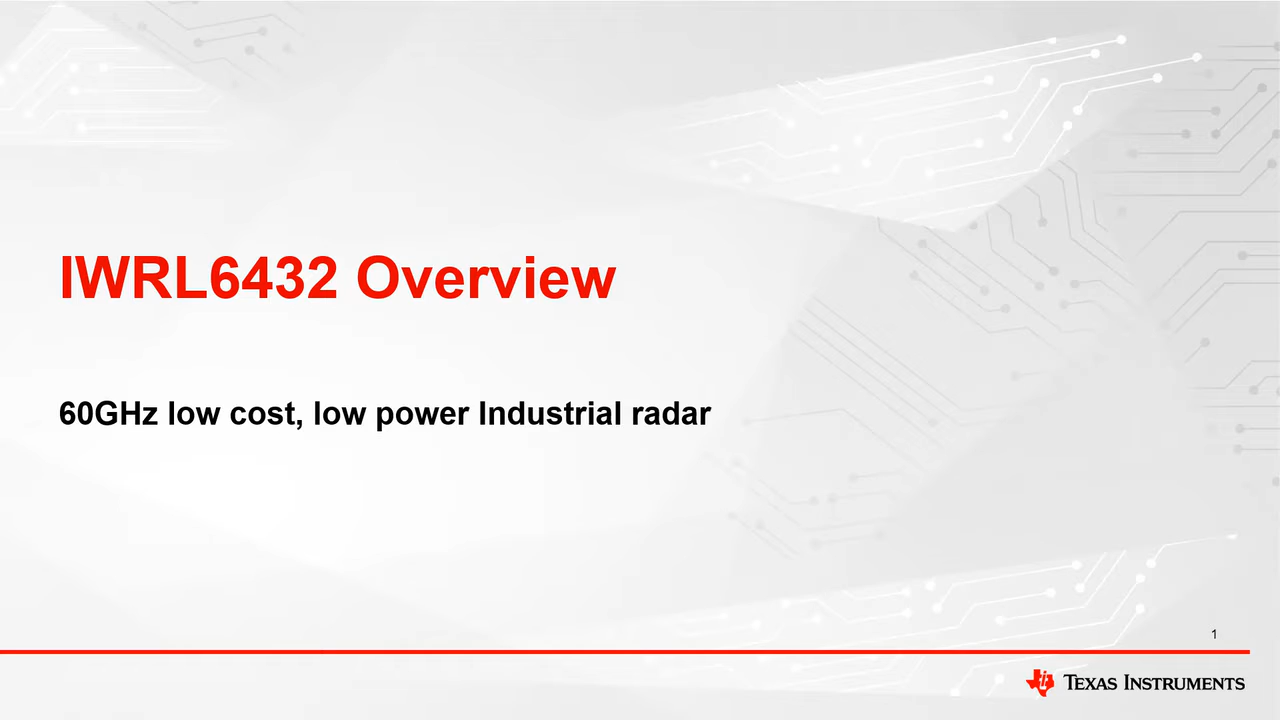 IWRL6432 Overview
60GHz low cost, low power Industrial radar
1
TEXAS INSTRUMENTS